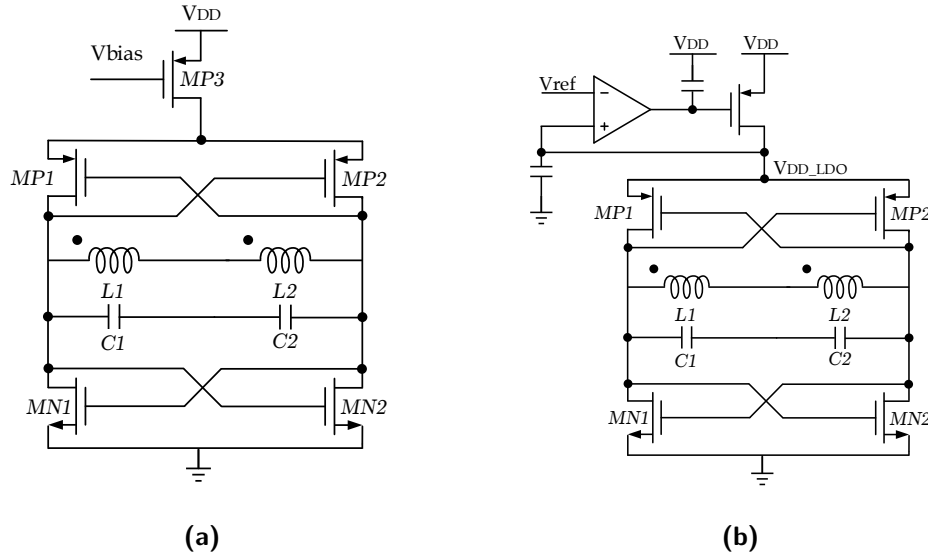 VDD
Vbias
MP3
MP1
MP2
L1
L2
C1
C2
MN1
MN2
(a)
VDD
VDD
Vref
−
+
VDD_LDO
MP1
MP2
L1
L2
C1
C2
MN1
MN2
(b)